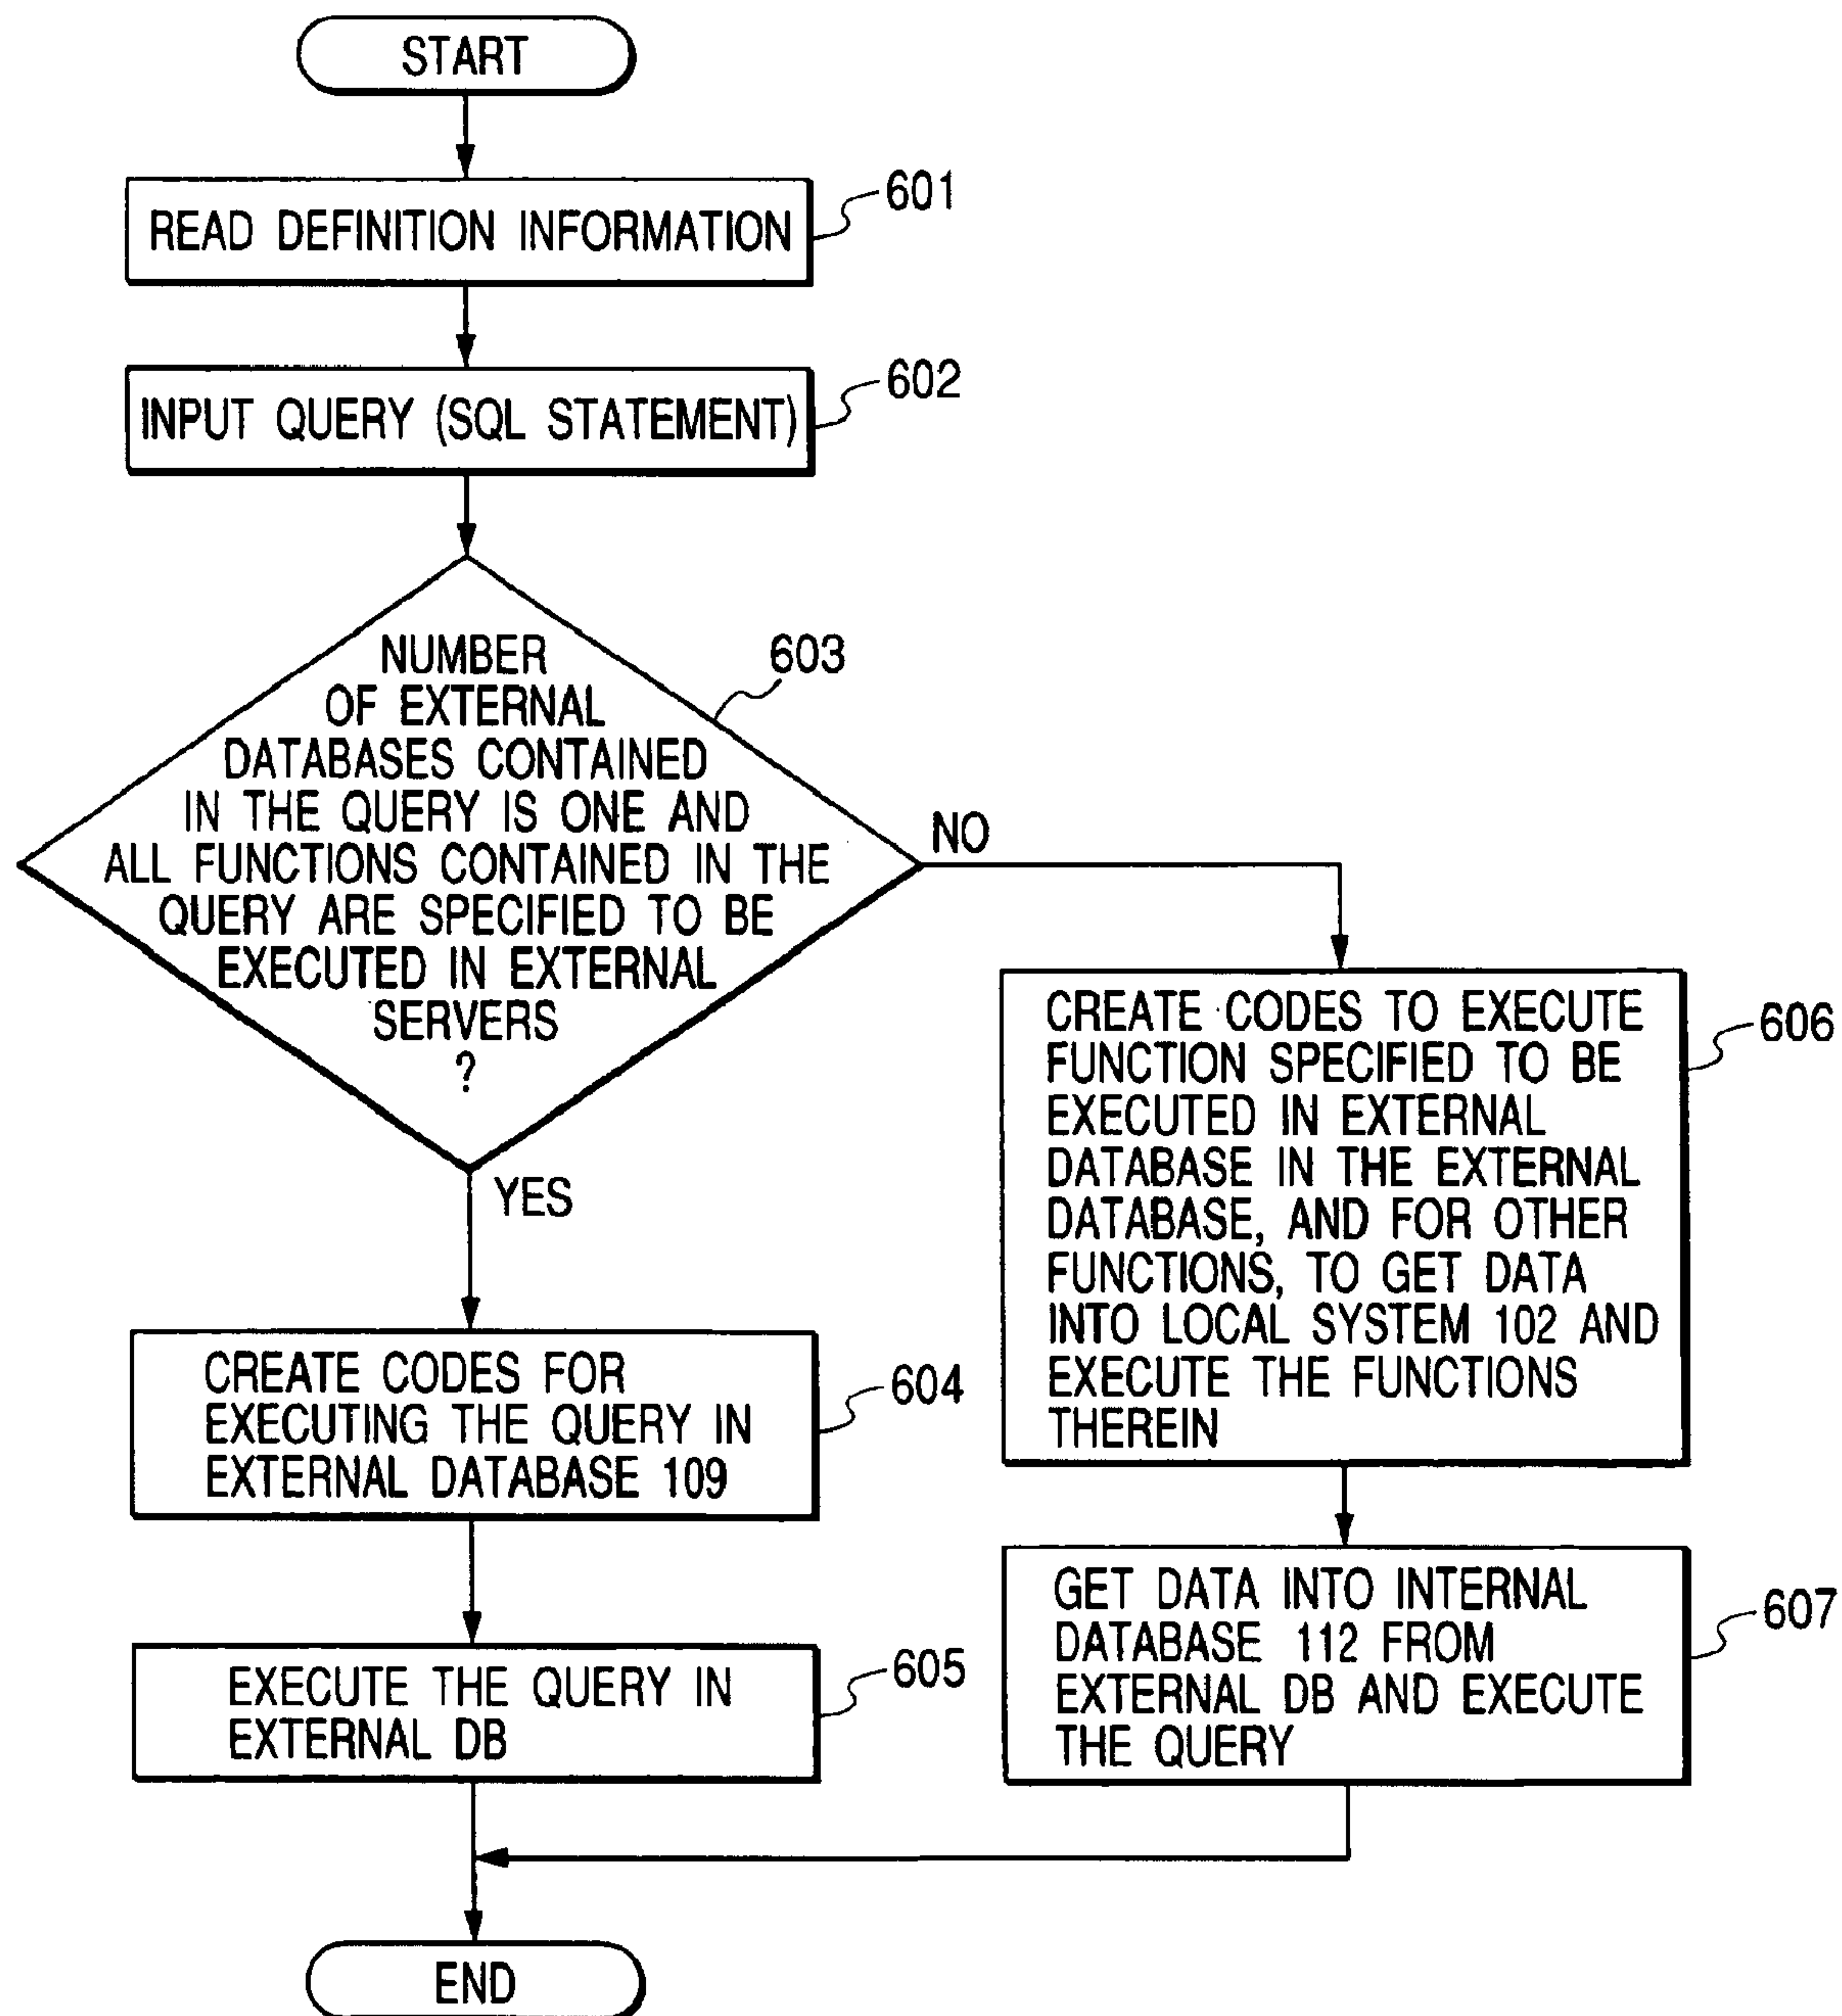 START
READ DEFINITION INFORMATION
601
INPUT QUERY (SQL STATEMENT)
602
NUMBER
OF EXTERNAL
DATABASES CONTAINED
IN THE QUERY IS ONE AND
ALL FUNCTIONS CONTAINED IN THE
QUERY ARE SPECIFIED TO BE
EXECUTED IN EXTERNAL
SERVERS
?
603
NO
YES
CREATE CODES FOR
EXECUTING THE QUERY IN
EXTERNAL DATABASE 109
604
EXECUTE THE QUERY IN
EXTERNAL DB
605
CREATE CODES TO EXECUTE
FUNCTION SPECIFIED TO BE
EXECUTED IN EXTERNAL
DATABASE IN THE EXTERNAL
DATABASE, AND FOR OTHER
FUNCTIONS, TO GET DATA
INTO LOCAL SYSTEM 102 AND
EXECUTE THE FUNCTIONS
THEREIN
606
GET DATA INTO INTERNAL
DATABASE 112 FROM
EXTERNAL DB AND EXECUTE
THE QUERY
607
END